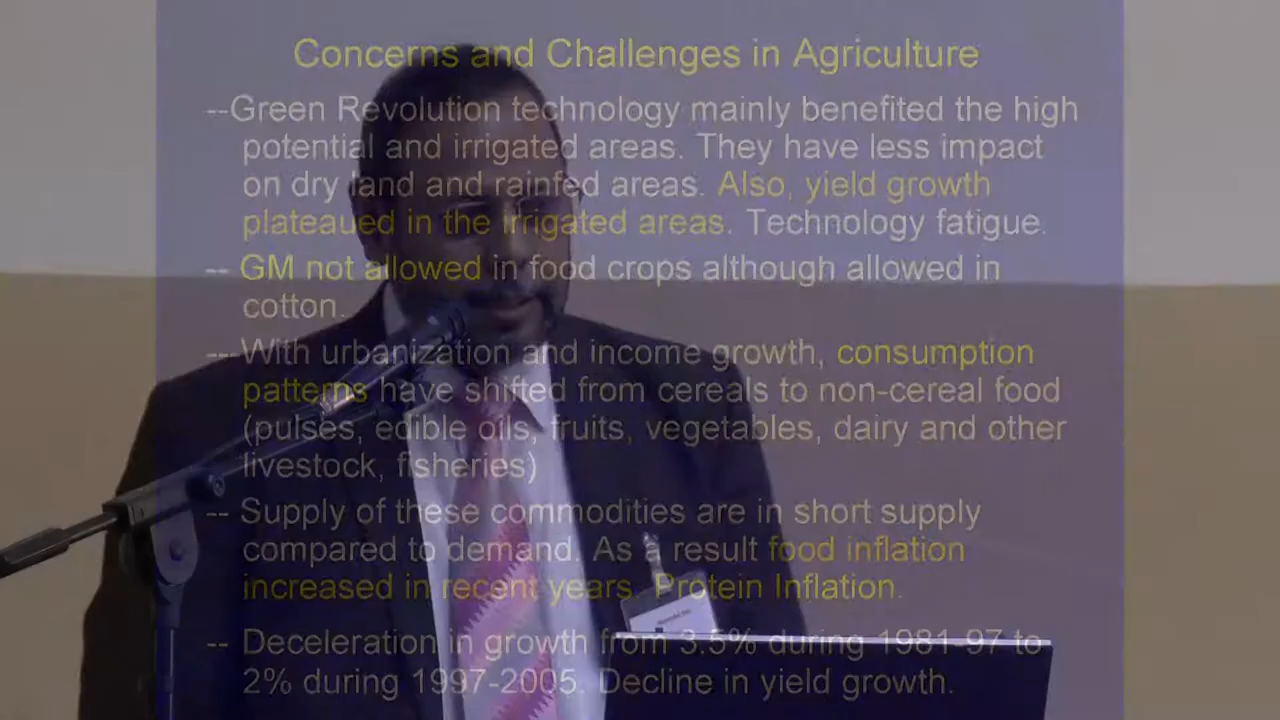 Concerns and Challenges in Agriculture
--Green Revolution technology mainly benefited the high
potential and irrigated areas. They have less impact
on dry land and rainfed areas. Also, yield growth
plateaued in the irrigated areas. Technology fatigue.
-- GM not allowed in food crops although allowed in
cotton.
---With urbanization and income growth, consumption
patterns have shifted from cereals to non-cereal food
(pulses, edible oils, fruits, vegetables, dairy and other
livestock, fisheries)
-- Supply of these commodities are in short supply
compared to demand. As a result food inflation
increased in recent years. Protein Inflation.
-- Deceleration in growth from 3.5% during 1981-97 to
2% during 1997-2005. Decline in yield growth.